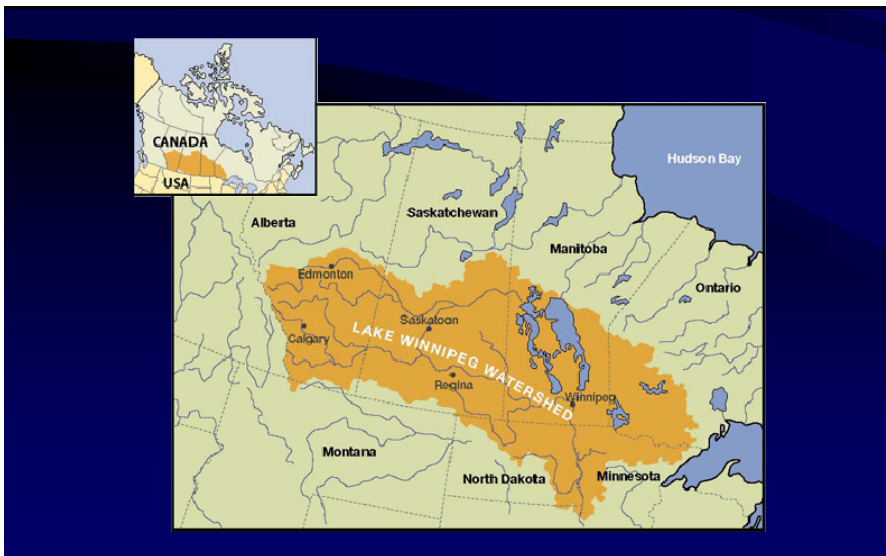 CANADA
USA
Hudson Bay
Alberta
Saskatchewan
Manitoba
Ontario
Edmonton
Saskatoon
Calgary
LAKE WINNIPEG WATERSHED
Regina
Winnipeg
Montana
North Dakota
Minnesota